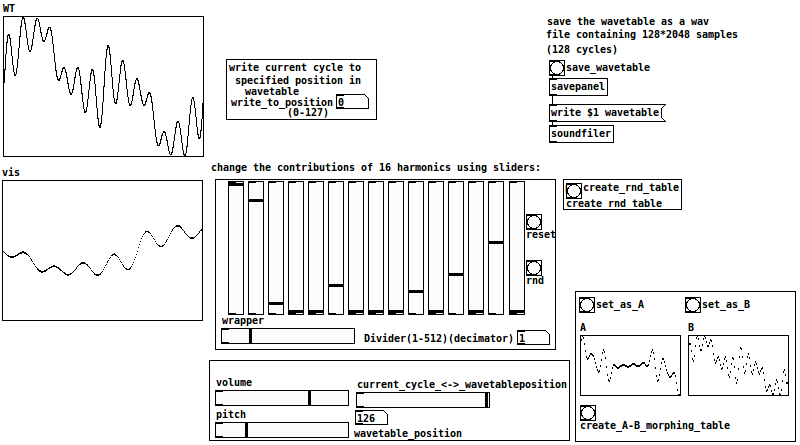 WT
save the wavetable as a wav
file containing 128*2048 samples
(128 cycles)
save_wavetable
savepanel
write $1 wavetable
soundfiler
write current cycle to
specified position in
wavetable
write_to_position 0
(0-127)
vis
change the contributions of 16 harmonics using sliders:
create_rnd_table
create rnd table
reset
rnd
wrapper
Divider(1-512)(decimator) 1
set_as_A
set_as_B
A
B
create_A-B_morphing_table
volume
current_cycle_<->_wavetableposition
pitch
126
wavetable_position